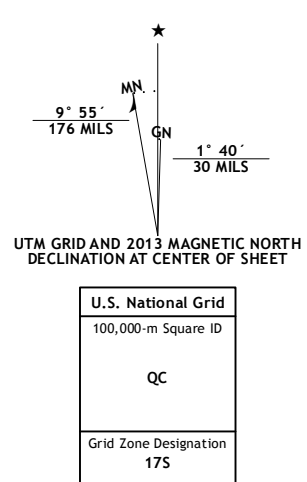 MN
9° 55´
176 MILS
GN
1° 40´
30 MILS
UTM GRID AND 2013 MAGNETIC NORTH
DECLINATION AT CENTER OF SHEET
U.S. National Grid
100,000-m Square ID
QC
Grid Zone Designation
17S